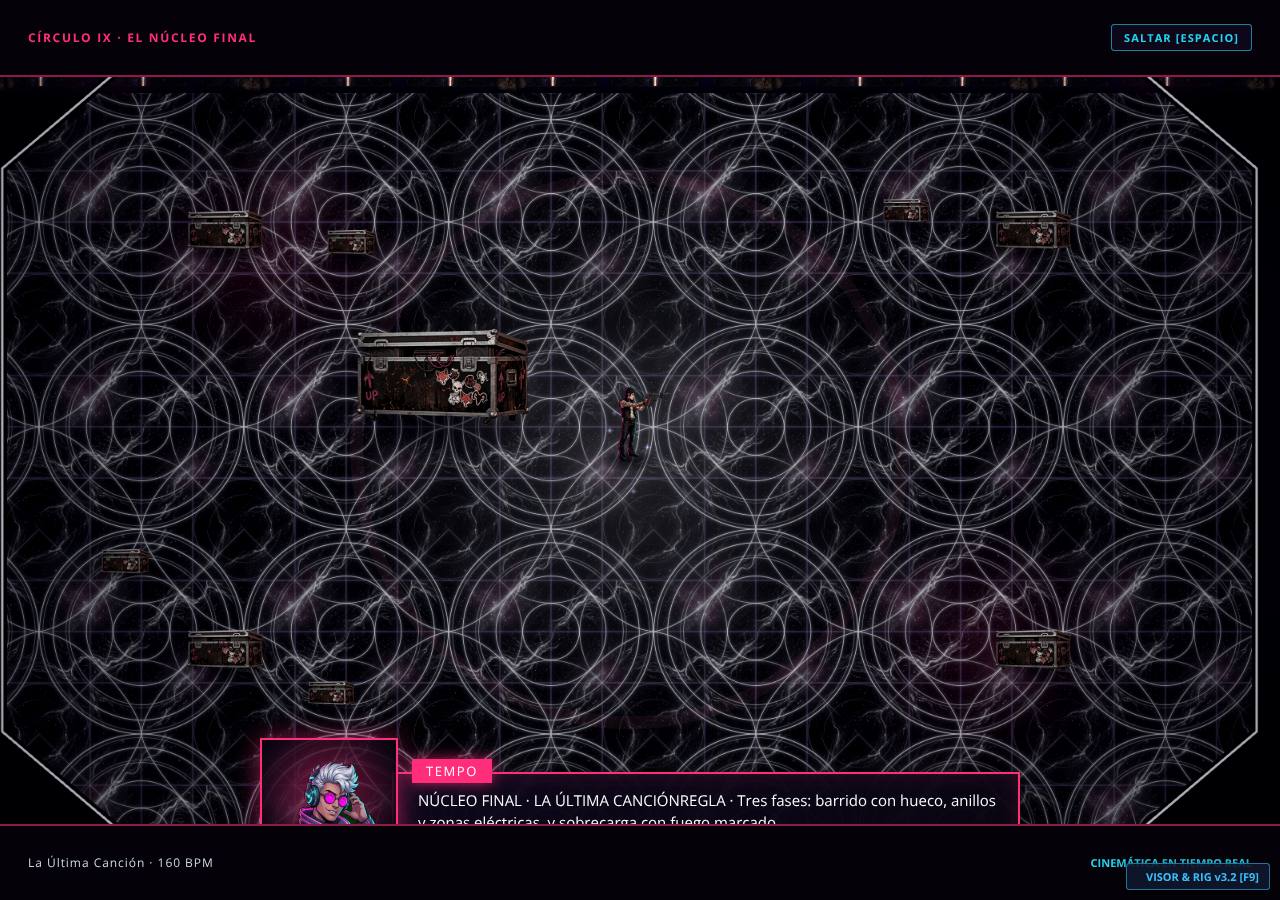 CÍRCULO IX · EL NÚCLEO FINAL
SALTAR [ESPACIO]
UP
TEMPO
NÚCLEO FINAL · LA ÚLTIMA CANCIÓNREGLA · Tres fases: barrido con hueco, anillos
y zonas eléctricas, y sobrecarga con fuego marcado.
La Última Canción · 160 BPM
CINEMÁTICA EN TIEMPO REAL
VISOR & RIG v3.2 [F9]